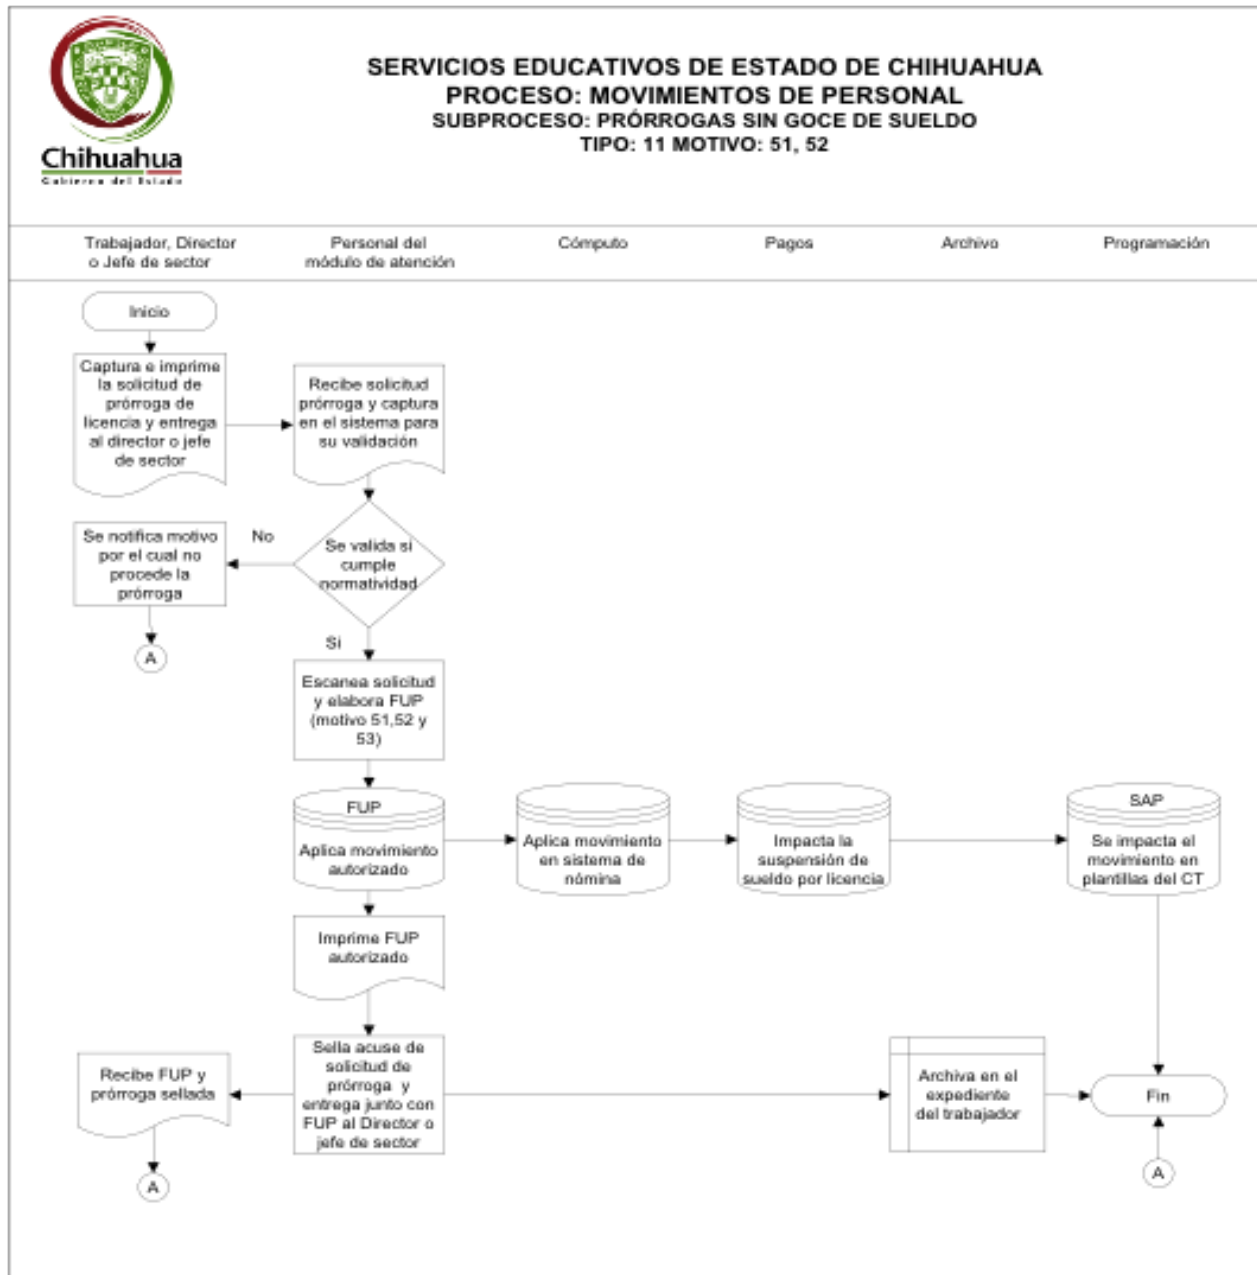 Chihuahua
Gobierno del Estado
SERVICIOS EDUCATIVOS DE ESTADO DE CHIHUAHUA
PROCESO: MOVIMIENTOS DE PERSONAL
SUBPROCESO: PRÓRROGAS SIN GOCE DE SUELDO
TIPO: 11 MOTIVO: 51, 52
Trabajador, Director
o Jefe de sector
Personal del
módulo de atención
Cómputo
Pagos
Archivo
Programación
Inicio
Captura e imprime
la solicitud de
prórroga de
licencia y entrega
al director o jefe
de sector
Recibe solicitud
prórroga y captura
en el sistema para
su validación
Se notifica motivo
por el cual no
procede la
prórroga
No
Se valida si
cumple
normatividad
A
Si
Escanea solicitud
y elabora FUP
(motivo 51,52 y
53)
FUP
Aplica movimiento
autorizado
Aplica movimiento
en sistema de
nómina
Impacta la
suspensión de
sueldo por licencia
SAP
Se impacta el
movimiento en
plantillas del CT
Imprime FUP
autorizado
Recibe FUP y
prórroga sellada
Sella acuse de
solicitud de
prórroga y
entrega junto con
FUP al Director o
jefe de sector
Archiva en el
expediente
del trabajador
Fin
A
A